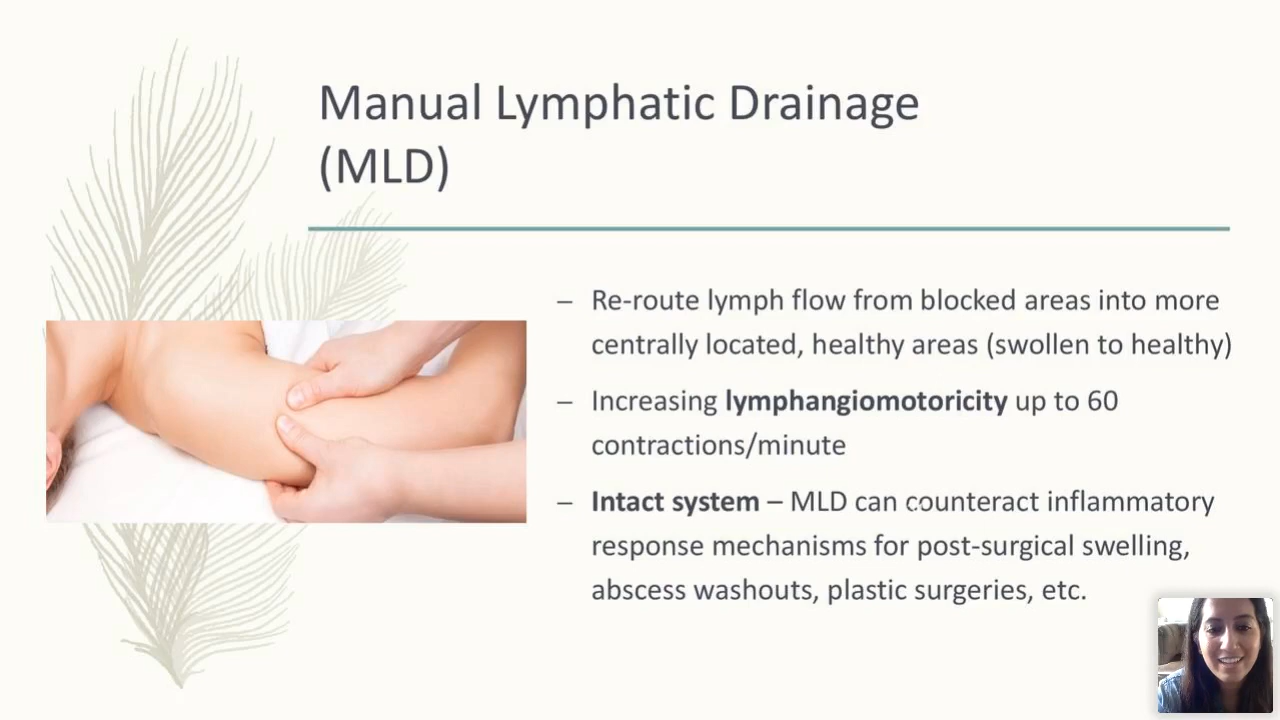 Manual Lymphatic Drainage
(MLD)
– Re-route lymph flow from blocked areas into more
centrally located, healthy areas (swollen to healthy)
– Increasing lymphangiomotoricity up to 60
contractions/minute
– Intact system – MLD can counteract inflammatory
response mechanisms for post-surgical swelling,
abscess washouts, plastic surgeries, etc.